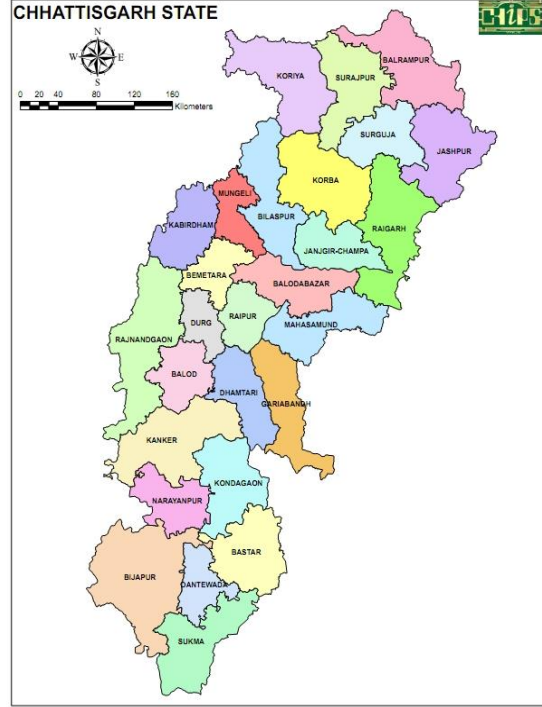 CHHATTISGARH STATE
CHiPS
N
W E
S
0 20 40 80 120 160
Kilometers
BALRAMPUR
KORIYA
SURAJPUR
SURGUJA
JASHPUR
KORBA
MUNGELI
BILASPUR
KABIRDHAM
RAIGARH
JANJGIR-CHAMPA
BEMETARA
BALODABAZAR
DURG
RAIPUR
MAHASAMUND
RAJNANDGAON
BALOD
DHAMTARI
GARIABANDH
KANKER
KONDAGAON
NARAYANPUR
BASTAR
BIJAPUR
DANTEWADA
SUKMA